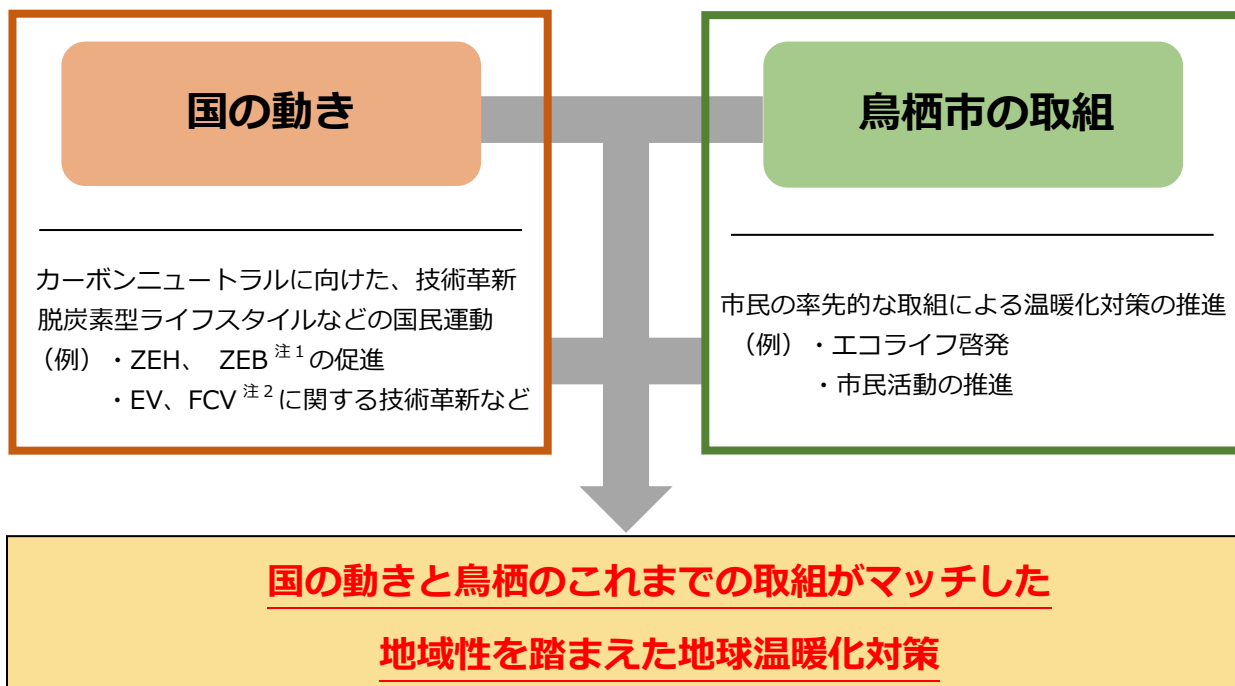 国の動き
カーボンニュートラルに向けた、技術革新
脱炭素型ライフスタイルなどの国民運動
（例）・ZEH、 ZEB 注1の促進
・EV、FCV 注2に関する技術革新など
鳥栖市の取組
市民の率先的な取組による温暖化対策の推進
（例）・エコライフ啓発
・市民活動の推進
国の動きと鳥栖のこれまでの取組がマッチした
地域性を踏まえた地球温暖化対策